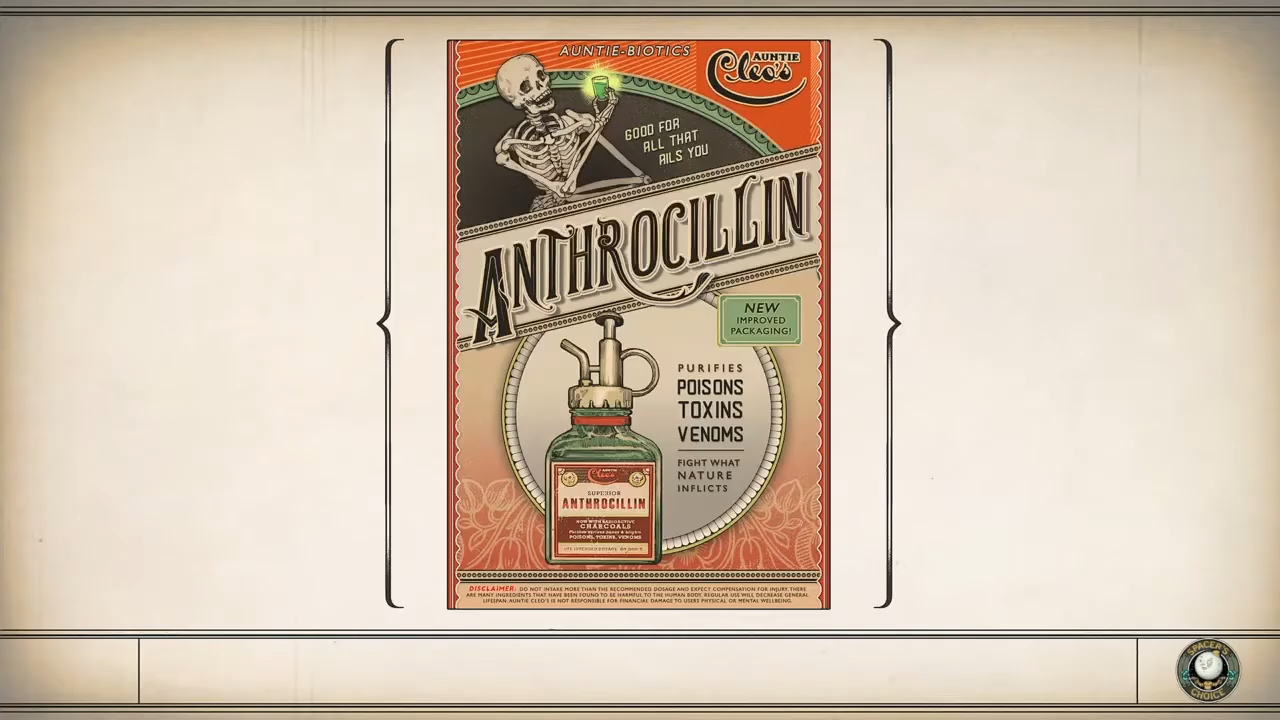 AUNTIE-BIOTICS
AUNTIE
Cleo's
GOOD FOR
ALL THAT
AILS YOU
ANTHROCILLIN
NEW
IMPROVED
PACKAGING!
PURIFIES
POISONS
TOXINS
VENOMS
FIGHT WHAT
NATURE
INFLICTS
AUNTIE
Cleo's
SUPERIOR
ANTHROCILLIN
NOW WITH RADIOACTIVE
CHARCOALS
POISONS, TOXINS, VENOMS
DISCLAIMER: DO NOT INTAKE MORE THAN THE RECOMMENDED DOSAGE AND EXPECT COMPENSATION FOR INJURY. THERE
ARE MANY INGREDIENTS THAT HAVE BEEN FOUND TO BE HARMFUL TO THE HUMAN BODY. REGULAR USE WILL DECREASE GENERAL
LIFESPAN. AUNTIE CLEO'S IS NOT RESPONSIBLE FOR FINANCIAL DAMAGE TO USERS PHYSICAL OR MENTAL WELLBEING.
SPACER'S
CHOICE